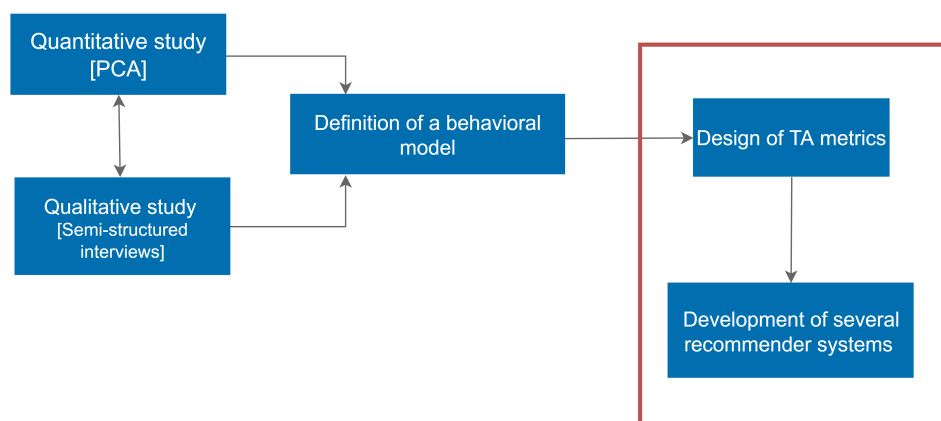 Quantitative study
[PCA]
Definition of a behavioral
model
Design of TA metrics
Qualitative study
[Semi-structured
interviews]
Development of several
recommender systems